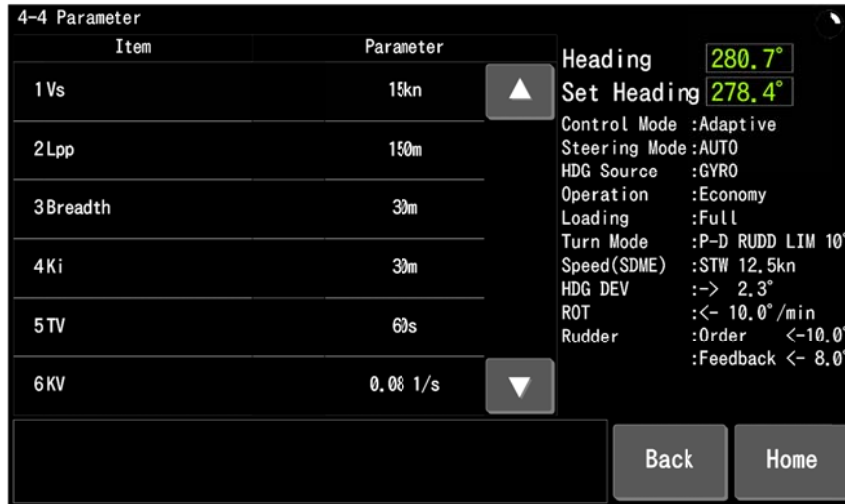 4-4 Parameter
Item Parameter
1 Vs 15kn
2 Lpp 150m
3 Breadth 30m
4 Ki 30m
5 TV 60s
6 KV 0.08 1/s
Heading 280.7°
Set Heading 278.4°
Control Mode :Adaptive
Steering Mode:AUTO
HDG Source :GYRO
Operation :Economy
Loading :Full
Turn Mode :P-D RUDD LIM 10°
Speed(SDME) :STW 12.5kn
HDG DEV :-> 2.3°
ROT :<- 10.0°/min
Rudder :Order <-10.0°
:Feedback <- 8.0°
Back Home